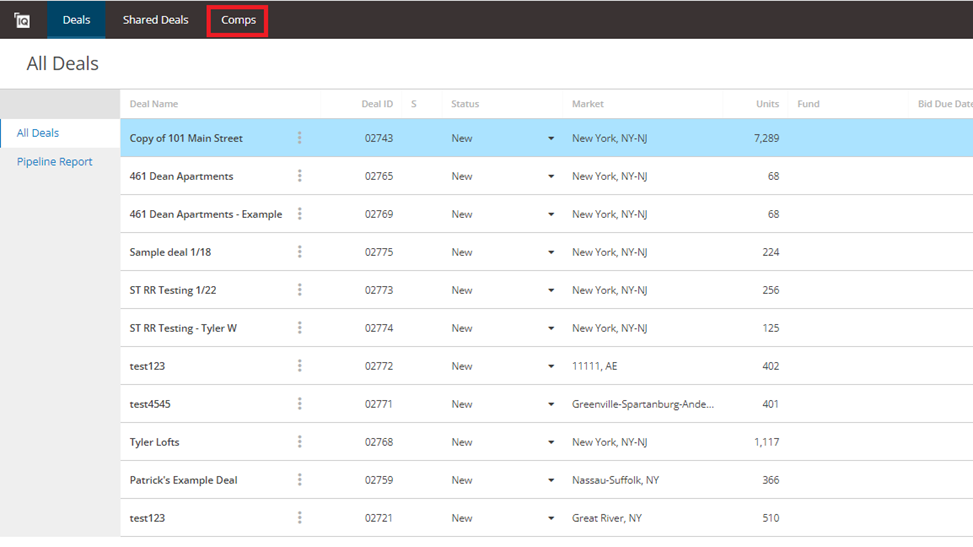 IQ Deals Shared Deals Comps
All Deals
Deal Name Deal ID S Status Market Units Fund Bid Due Date
All Deals
Pipeline Report
Copy of 101 Main Street 02743 New New York, NY-NJ 7,289
461 Dean Apartments 02765 New New York, NY-NJ 68
461 Dean Apartments - Example 02769 New New York, NY-NJ 68
Sample deal 1/18 02775 New New York, NY-NJ 224
ST RR Testing 1/22 02773 New New York, NY-NJ 256
ST RR Testing - Tyler W 02774 New New York, NY-NJ 125
test123 02772 New 11111, AE 402
test4545 02771 New Greenville-Spartanburg-Ande... 401
Tyler Lofts 02768 New New York, NY-NJ 1,117
Patrick's Example Deal 02759 New Nassau-Suffolk, NY 366
test123 02721 New Great River, NY 510